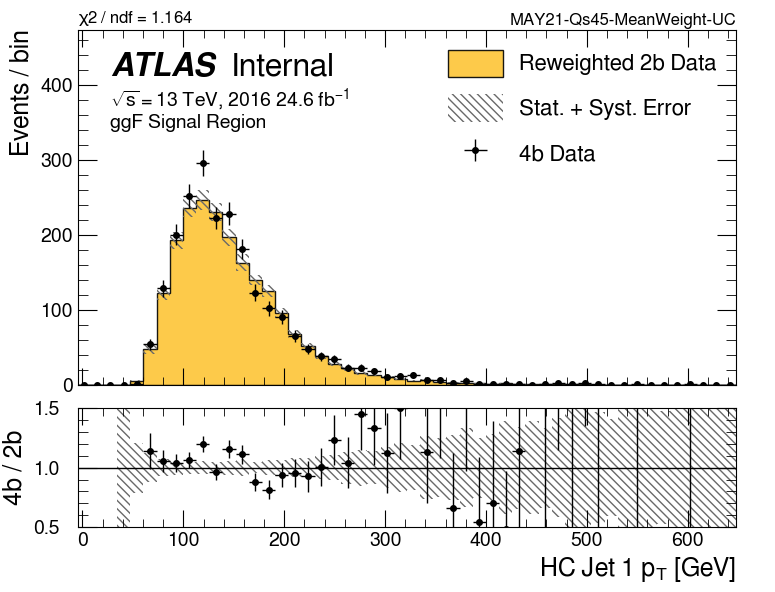 χ2 / ndf = 1.164
MAY21-Qs45-MeanWeight-UC
Events / bin
400
300
200
100
0
ATLAS Internal
√s = 13 TeV, 2016 24.6 fb⁻¹
ggF Signal Region
Reweighted 2b Data
Stat. + Syst. Error
4b Data
4b / 2b
1.5
1.0
0.5
0 100 200 300 400 500 600
HC Jet 1 p_T [GeV]